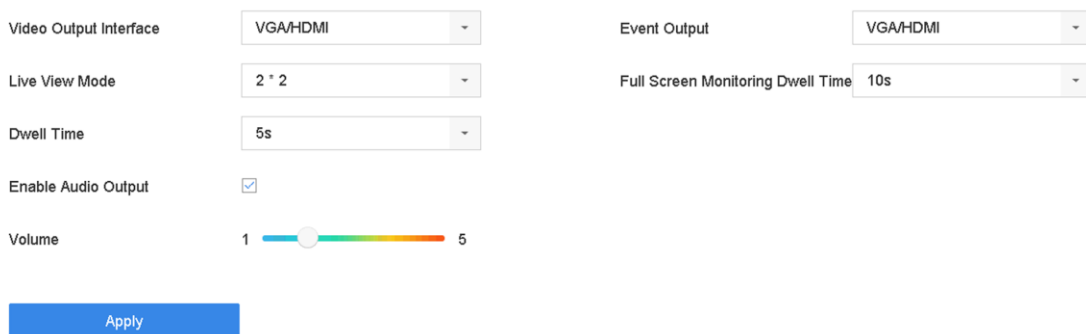 Video Output Interface VGA/HDMI Event Output VGA/HDMI
Live View Mode 2 * 2 Full Screen Monitoring Dwell Time 10s
Dwell Time 5s
Enable Audio Output
Volume 1 5
Apply